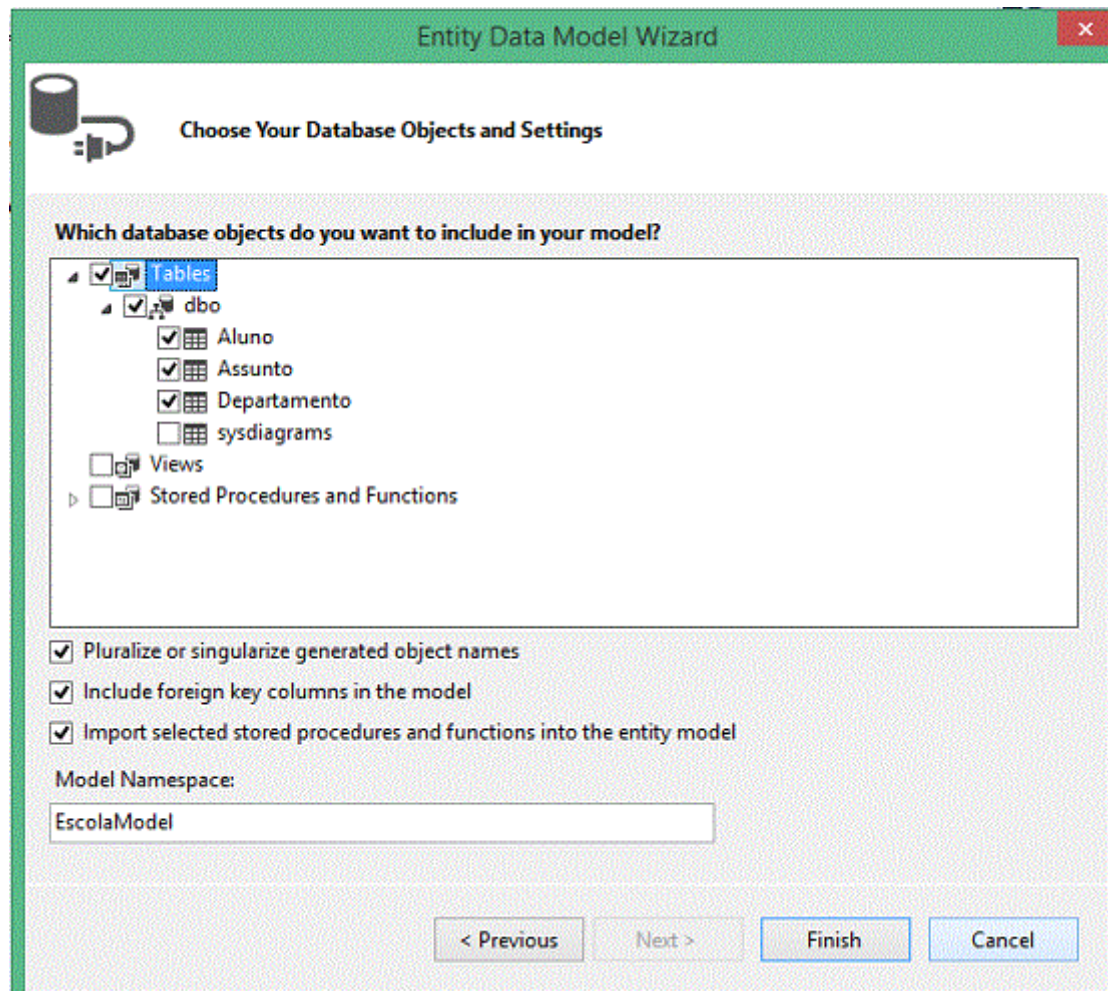 Entity Data Model Wizard
Choose Your Database Objects and Settings
Which database objects do you want to include in your model?
Tables
dbo
Aluno
Assunto
Departamento
sysdiagrams
Views
Stored Procedures and Functions
Pluralize or singularize generated object names
Include foreign key columns in the model
Import selected stored procedures and functions into the entity model
Model Namespace:
EscolaModel
< Previous Next > Finish Cancel